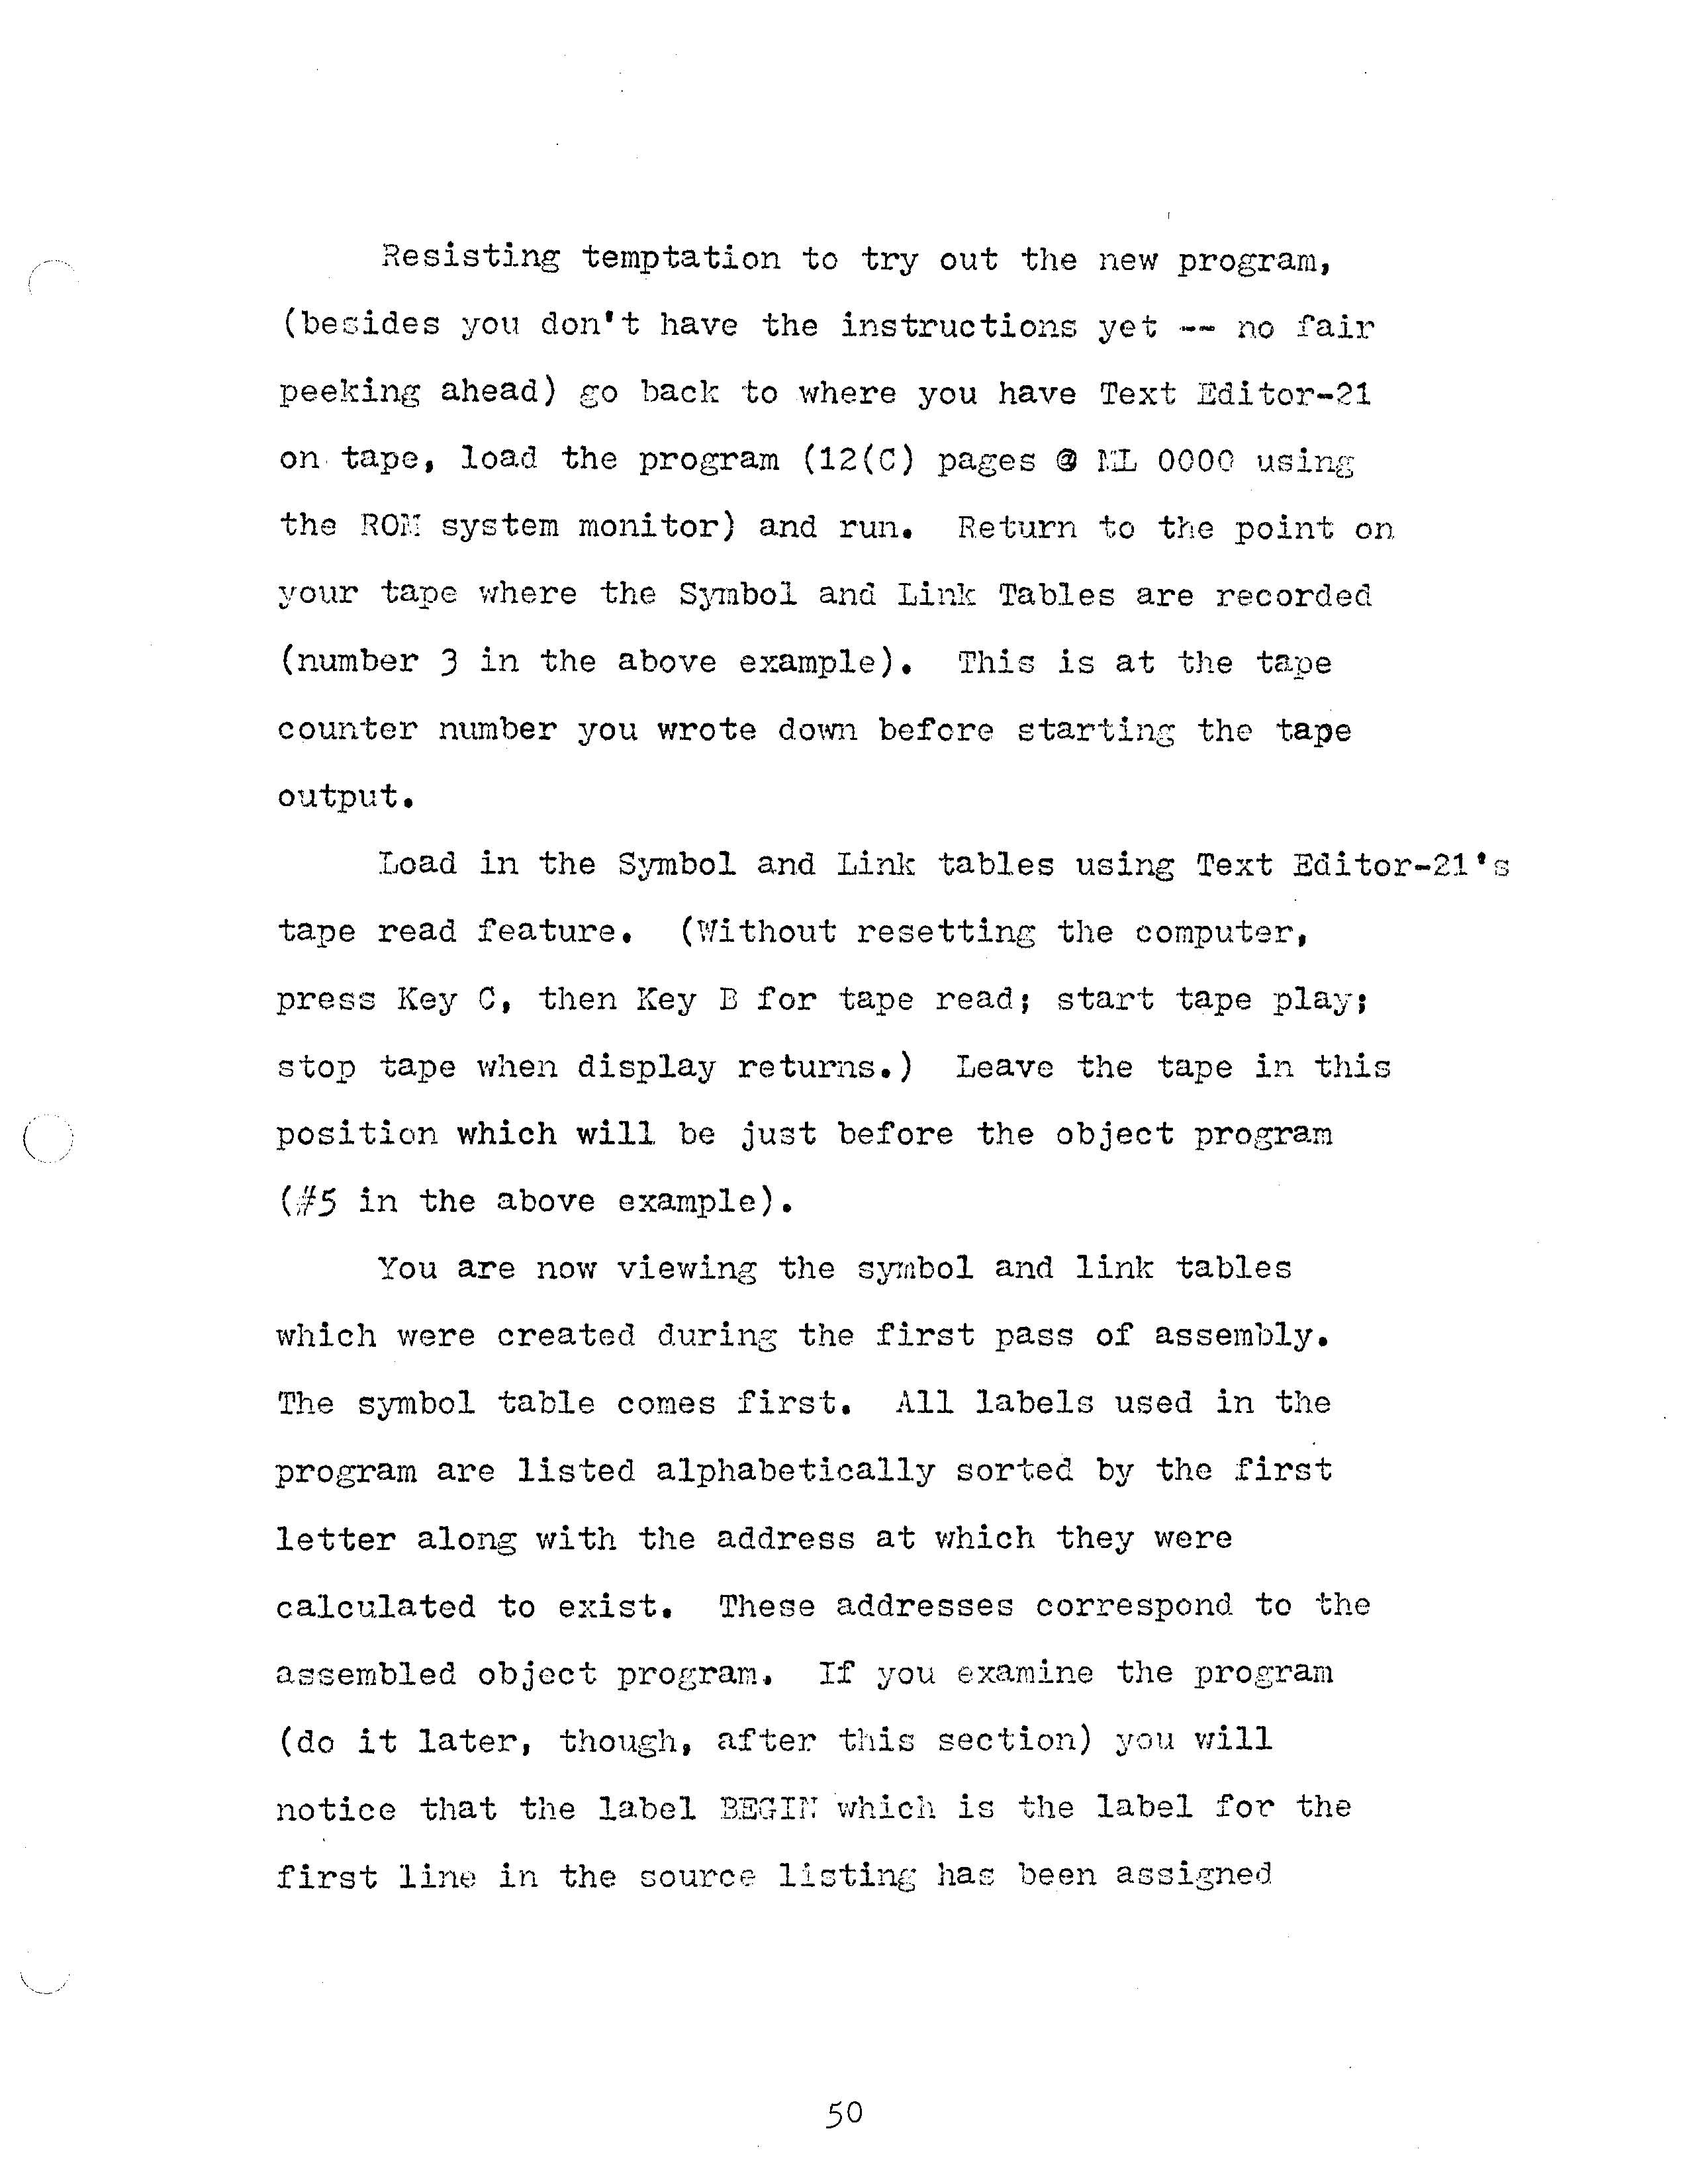 Resisting temptation to try out the new program,
(besides you don't have the instructions yet -- no fair
peeking ahead) go back to where you have Text Editor-21
on tape, load the program (12(C) pages @ ML 0000 using
the ROM system monitor) and run.  Return to the point on
your tape where the Symbol and Link Tables are recorded
(number 3 in the above example).  This is at the tape
counter number you wrote down before starting the tape
output.
Load in the Symbol and Link tables using Text Editor-21's
tape read feature.  (Without resetting the computer,
press Key C, then Key B for tape read; start tape play;
stop tape when display returns.)  Leave the tape in this
position which will be just before the object program
(#5 in the above example).
You are now viewing the symbol and link tables
which were created during the first pass of assembly.
The symbol table comes first.  All labels used in the
program are listed alphabetically sorted by the first
letter along with the address at which they were
calculated to exist.  These addresses correspond to the
assembled object program.  If you examine the program
(do it later, though, after this section) you will
notice that the label BEGIN which is the label for the
first line in the source listing has been assigned
50